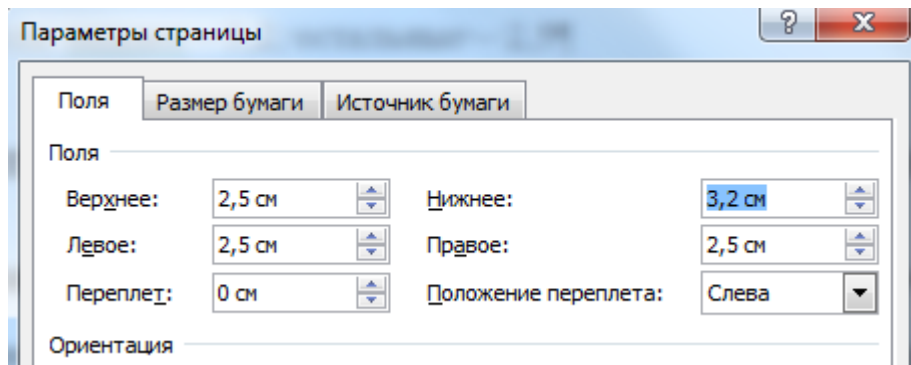 Параметры страницы
Поля Размер бумаги Источник бумаги
Поля
Верхнее: 2,5 см Нижнее: 3,2 см
Левое: 2,5 см Правое: 2,5 см
Переплет: 0 см Положение переплета: Слева
Ориентация